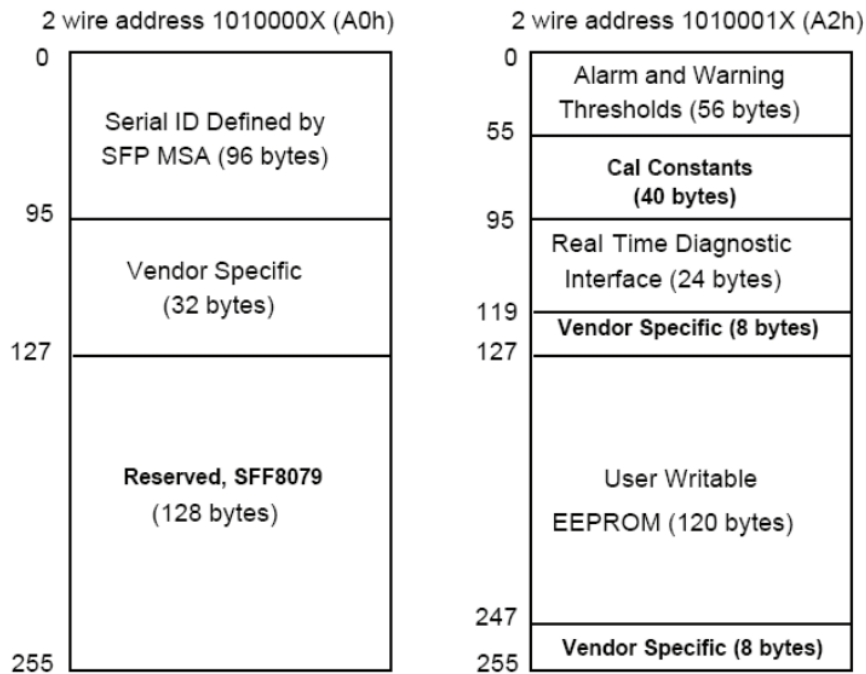 2 wire address 1010000X (A0h)
0
Serial ID Defined by
SFP MSA (96 bytes)
95
Vendor Specific
(32 bytes)
127
Reserved, SFF8079
(128 bytes)
255
2 wire address 1010001X (A2h)
0
Alarm and Warning
Thresholds (56 bytes)
55
Cal Constants
(40 bytes)
95
Real Time Diagnostic
Interface (24 bytes)
119
Vendor Specific (8 bytes)
127
User Writable
EEPROM (120 bytes)
247
Vendor Specific (8 bytes)
255